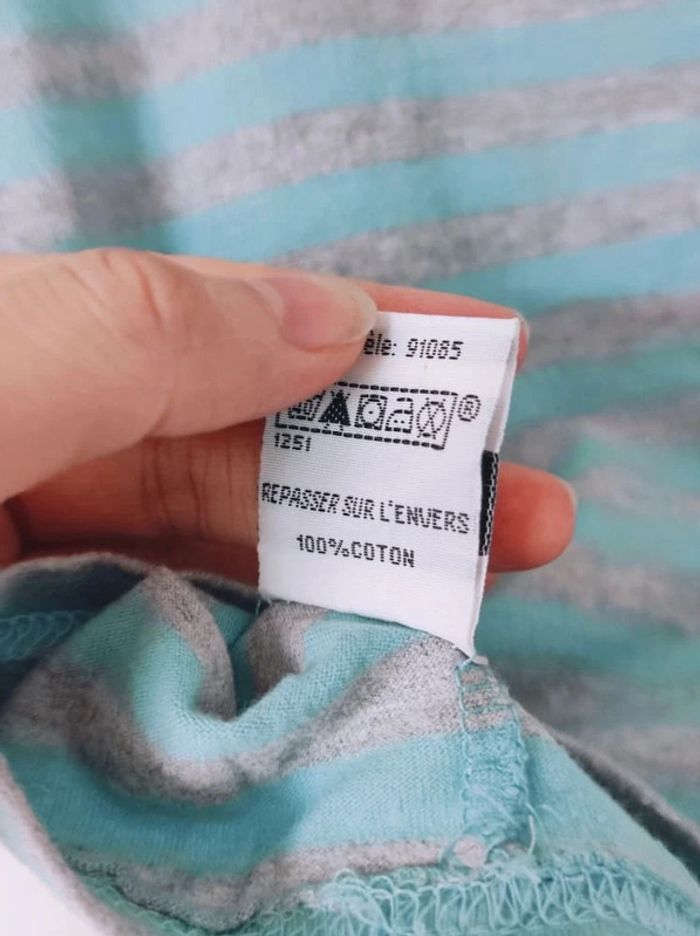 èle: 91085
®
1251
REPASSER SUR L'ENVERS
100%COTON